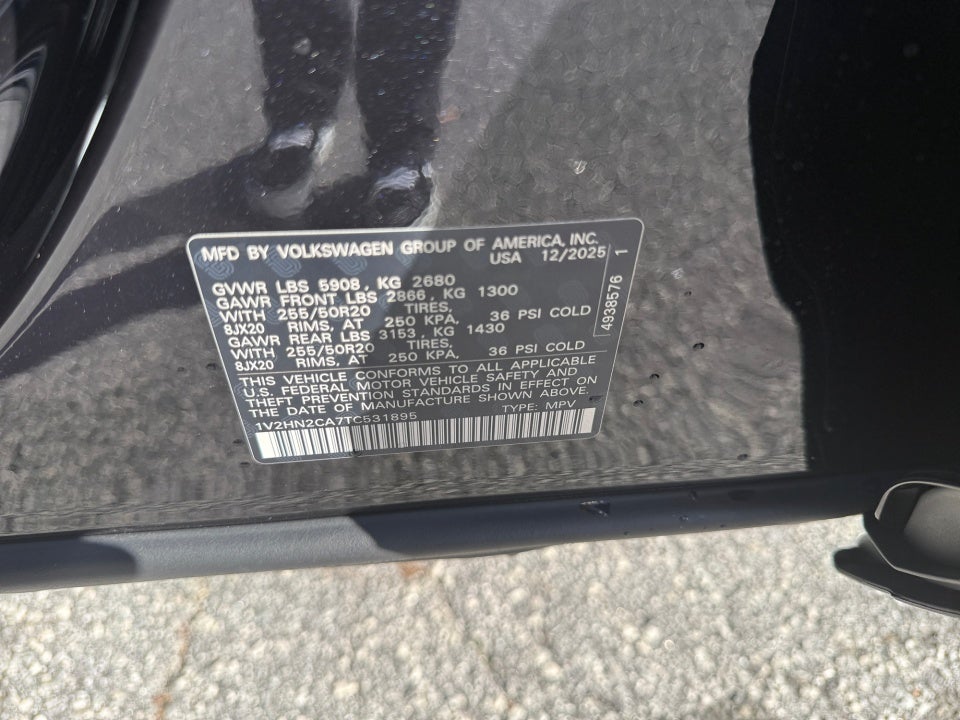 MFD BY VOLKSWAGEN GROUP OF AMERICA, INC.
USA 12/2025
GVWR LBS 5908, KG 2680
GAWR FRONT LBS 2866, KG 1300
WITH 255/50R20 TIRES,
8JX20 RIMS, AT 250 KPA. 36 PSI COLD
GAWR REAR LBS 3153, KG 1430
WITH 255/50R20 TIRES,
8JX20 RIMS, AT 250 KPA. 36 PSI COLD
THIS VEHICLE CONFORMS TO ALL APPLICABLE
U.S. FEDERAL MOTOR VEHICLE SAFETY AND
THEFT PREVENTION STANDARDS IN EFFECT ON
THE DATE OF MANUFACTURE SHOWN ABOVE.
1V2HN2CA7TC531895 TYPE: MPV
4938576 1